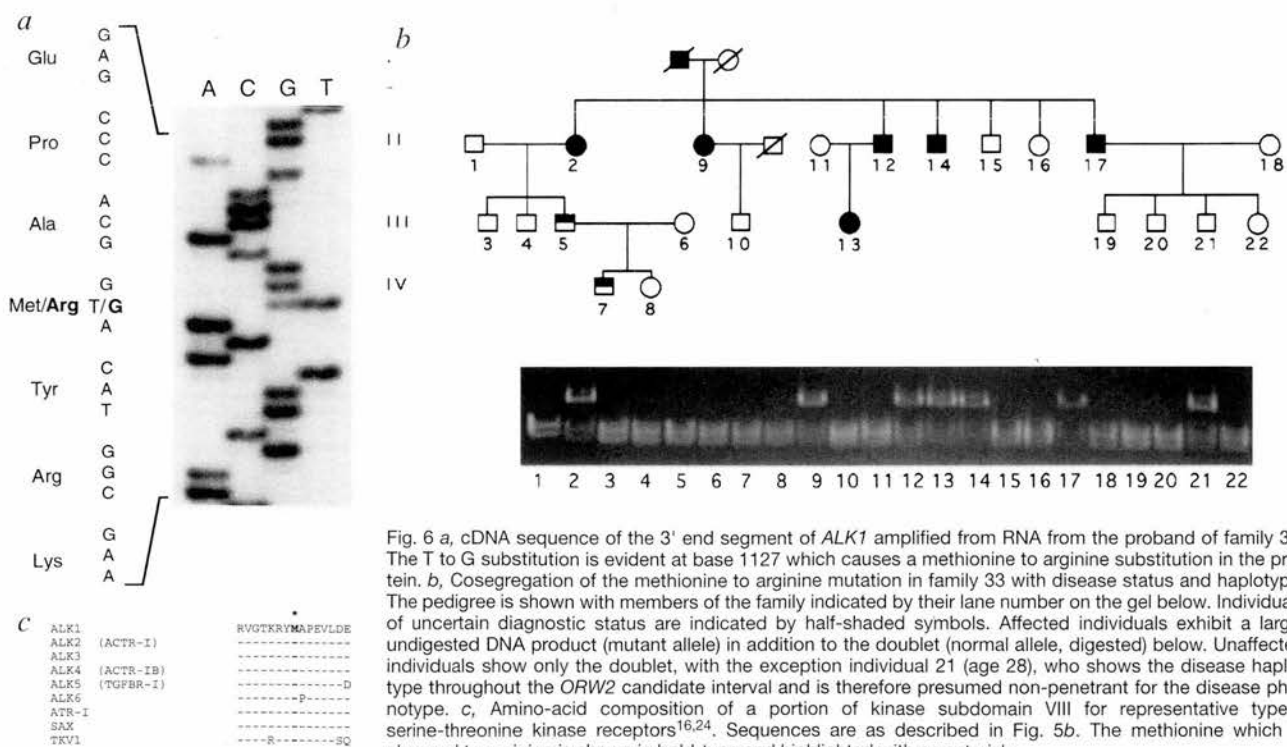 a
Glu
G
A
G
Pro
C
C
C
Ala
A
C
G
Met/Arg
G
T/G
A
Tyr
C
A
T
Arg
G
G
C
Lys
G
A
A
A C G T
b
II
III
IV
1 2 9 11 12 14 15 16 17 18
3 4 5 6 10 13 19 20 21 22
7 8
1 2 3 4 5 6 7 8 9 10 11 12 13 14 15 16 17 18 19 20 21 22
Fig. 6 a, cDNA sequence of the 3' end segment of ALK1 amplified from RNA from the proband of family 3
The T to G substitution is evident at base 1127 which causes a methionine to arginine substitution in the pr
tein. b, Cosegregation of the methionine to arginine mutation in family 33 with disease status and haplotyp
The pedigree is shown with members of the family indicated by their lane number on the gel below. Individua
of uncertain diagnostic status are indicated by half-shaded symbols. Affected individuals exhibit a larg
undigested DNA product (mutant allele) in addition to the doublet (normal allele, digested) below. Unaffecte
individuals show only the doublet, with the exception individual 21 (age 28), who shows the disease hapl
type throughout the ORW2 candidate interval and is therefore presumed non-penetrant for the disease ph
notype. c, Amino-acid composition of a portion of kinase subdomain VIII for representative type
serine-threonine kinase receptors16,24. Sequences are as described in Fig. 5b. The methionine which
c
*
ALK1 RVGTKRYMAPEVLDE
ALK2 (ACTR-I) ---------------
ALK3 ---------------
ALK4 (ACTR-IB) ---------------
ALK5 (TGFBR-I) --------------D
ALK6 --------P------
ATR-I ---------------
SAX ---------------
TKV1 ----R--------SQ